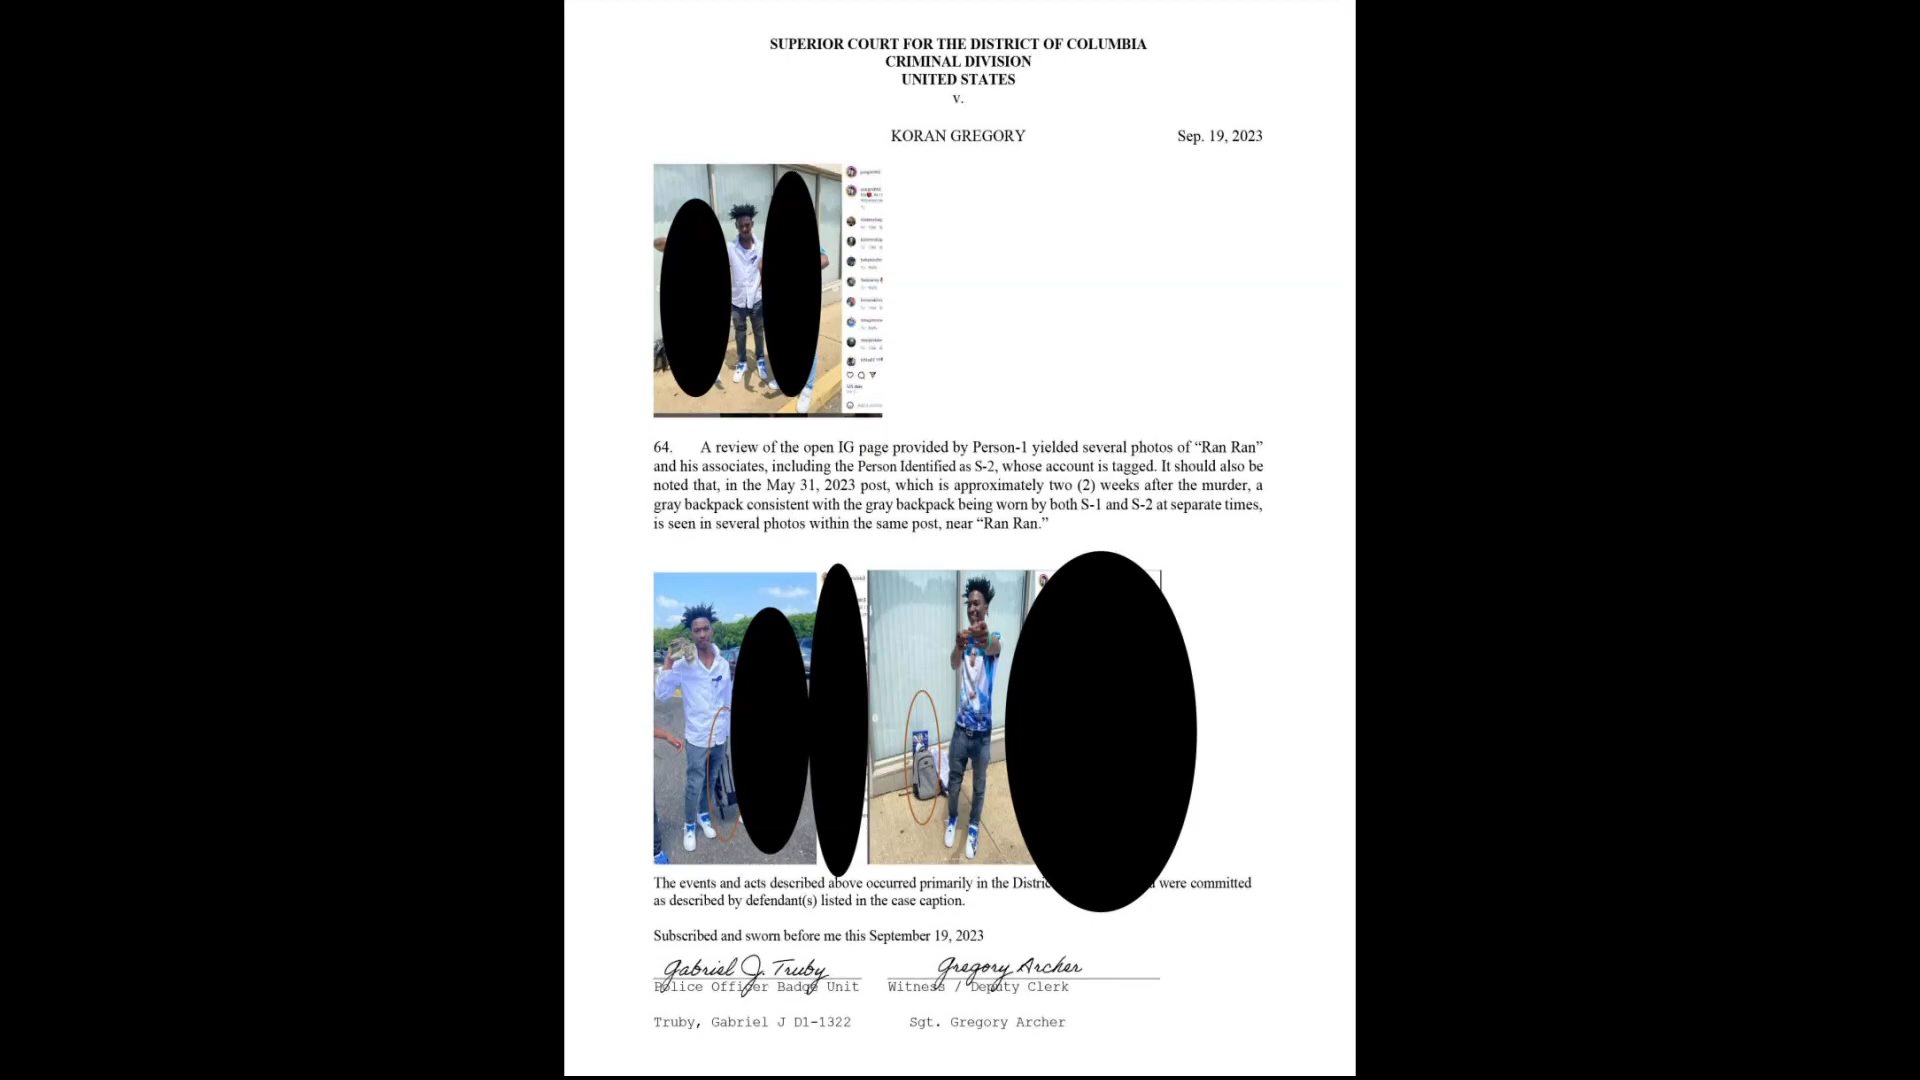 SUPERIOR COURT FOR THE DISTRICT OF COLUMBIA
CRIMINAL DIVISION
UNITED STATES
v.
KORAN GREGORY Sep. 19, 2023
64. A review of the open IG page provided by Person-1 yielded several photos of “Ran Ran”
and his associates, including the Person Identified as S-2, whose account is tagged. It should also be
noted that, in the May 31, 2023 post, which is approximately two (2) weeks after the murder, a
gray backpack consistent with the gray backpack being worn by both S-1 and S-2 at separate times,
is seen in several photos within the same post, near “Ran Ran.”
The events and acts described above occurred primarily in the were committed
as described by defendant(s) listed in the case caption.
Subscribed and sworn before me this September 19, 2023
Gabriel J. Truby Gregory Archer
Police Officer Badge Unit Witness / Deputy Clerk
Truby, Gabriel J D1-1322 Sgt. Gregory Archer